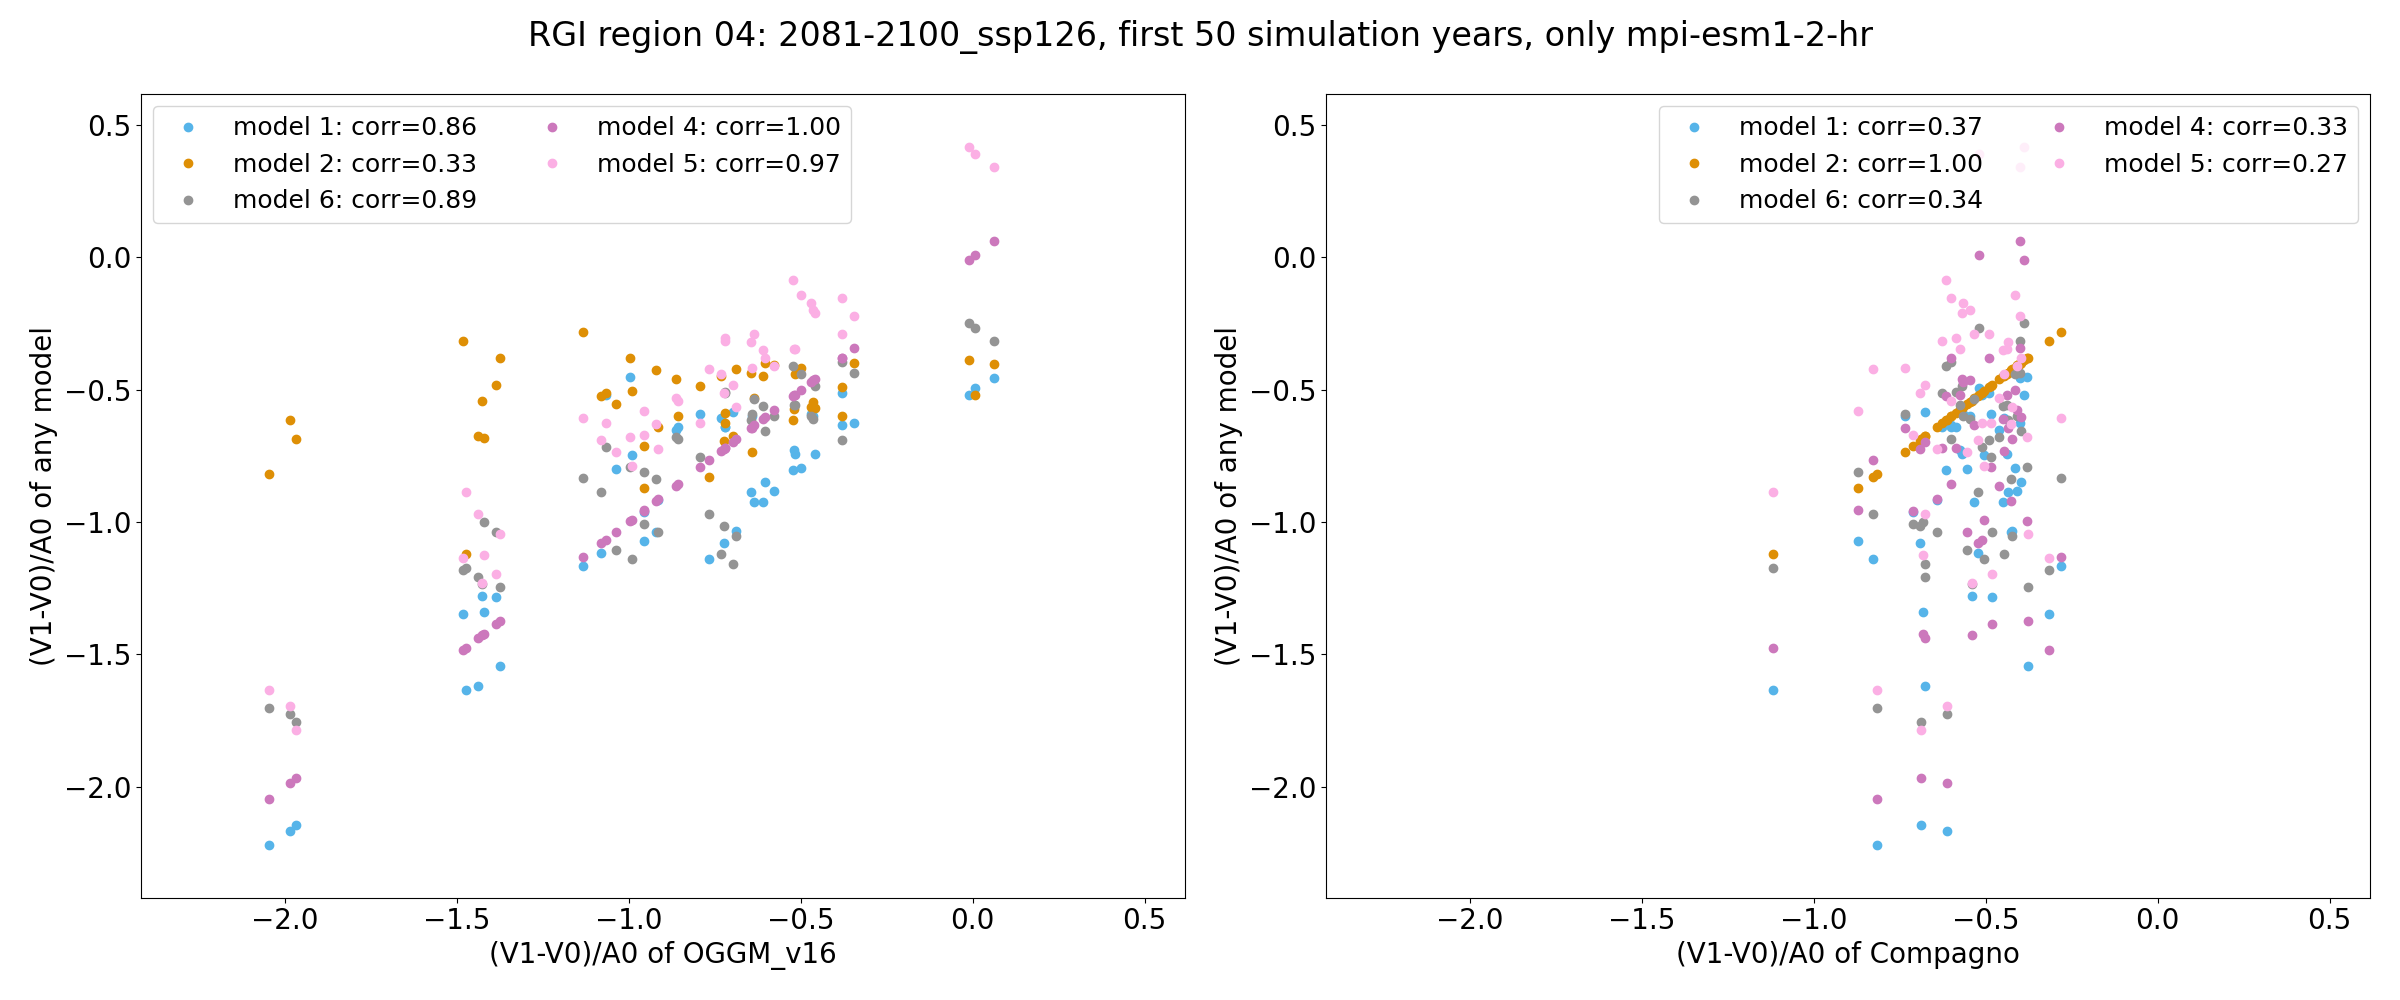 RGI region 04: 2081-2100_ssp126, first 50 simulation years, only mpi-esm1-2-hr
model 1: corr=0.86
model 2: corr=0.33
model 6: corr=0.89
model 4: corr=1.00
model 5: corr=0.97
0.5
0.0
−0.5
−1.0
−1.5
−2.0
(V1-V0)/A0 of any model
−2.0
−1.5
−1.0
−0.5
0.0
0.5
(V1-V0)/A0 of OGGM_v16
model 1: corr=0.37
model 2: corr=1.00
model 6: corr=0.34
model 4: corr=0.33
model 5: corr=0.27
0.5
0.0
−0.5
−1.0
−1.5
−2.0
(V1-V0)/A0 of any model
−2.0
−1.5
−1.0
−0.5
0.0
0.5
(V1-V0)/A0 of Compagno